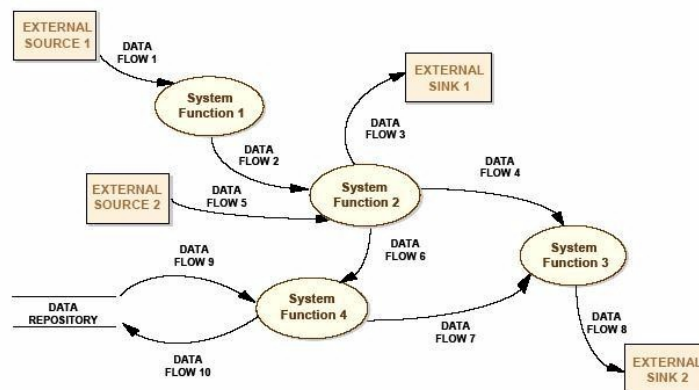 EXTERNAL
SOURCE 1
DATA
FLOW 1
System
Function 1
EXTERNAL
SINK 1
DATA
FLOW 3
DATA
FLOW 2
DATA
FLOW 4
EXTERNAL
SOURCE 2
DATA
FLOW 5
System
Function 2
DATA
FLOW 6
System
Function 3
DATA
FLOW 9
DATA
REPOSITORY
System
Function 4
DATA
FLOW 7
DATA
FLOW 8
DATA
FLOW 10
EXTERNAL
SINK 2